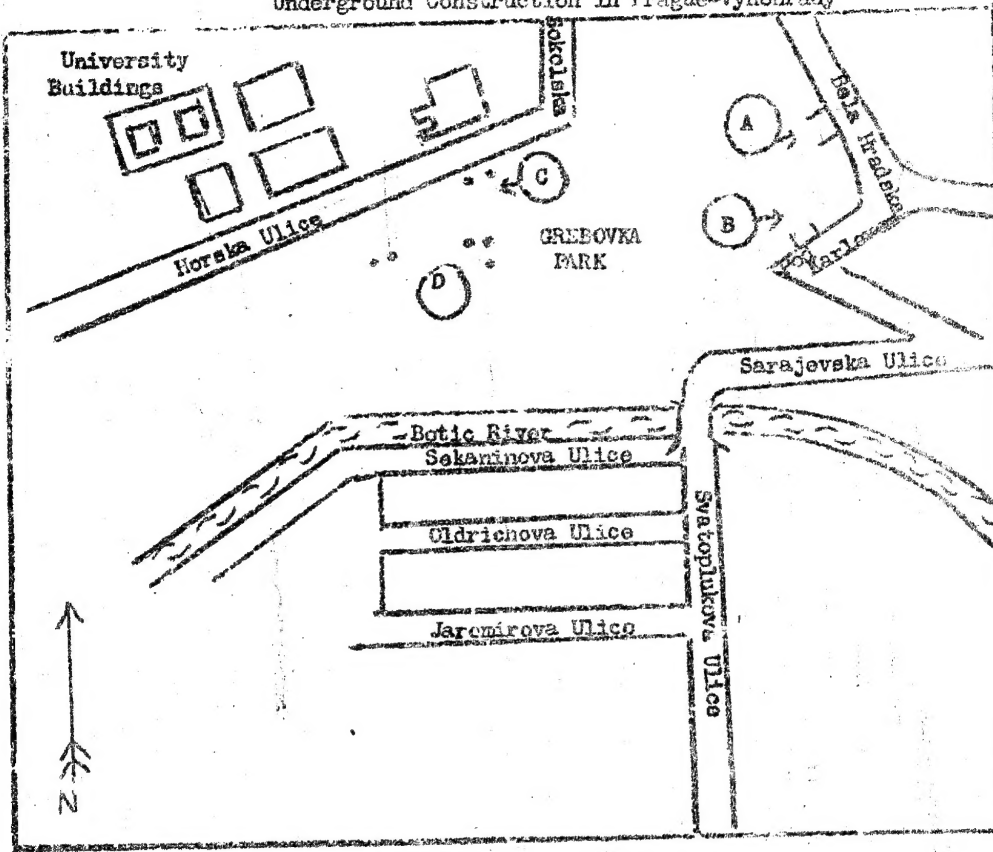 Underground Construction in Prague-Vynohrady
University
Buildings
Sokolska
Bela Hradska
A
C
B
Horska Ulice
GREBOVKA
PARK
Karlova
D
Sarajevska Ulice
Botic River
Sekaninova Ulice
Oldrichova Ulice
Svatoplukova Ulice
Jaromirova Ulice
N